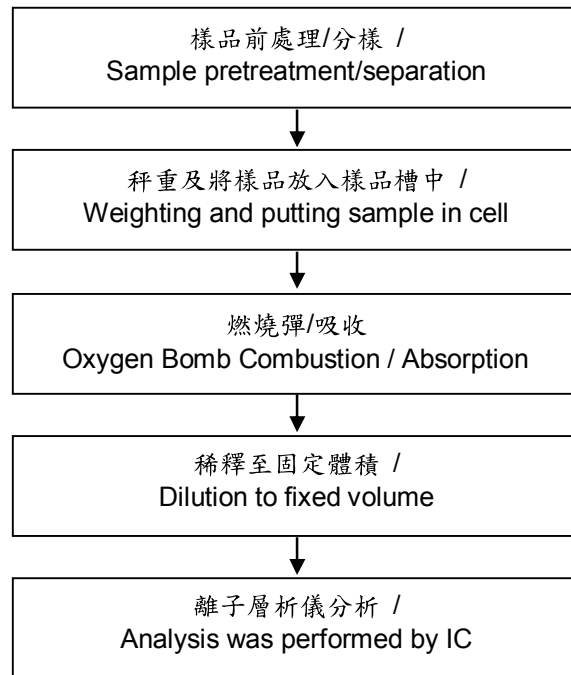 樣品前處理/分樣 /
Sample pretreatment/separation
秤重及將樣品放入樣品槽中 /
Weighting and putting sample in cell
燃燒彈/吸收
Oxygen Bomb Combustion / Absorption
稀釋至固定體積 /
Dilution to fixed volume
離子層析儀分析 /
Analysis was performed by IC